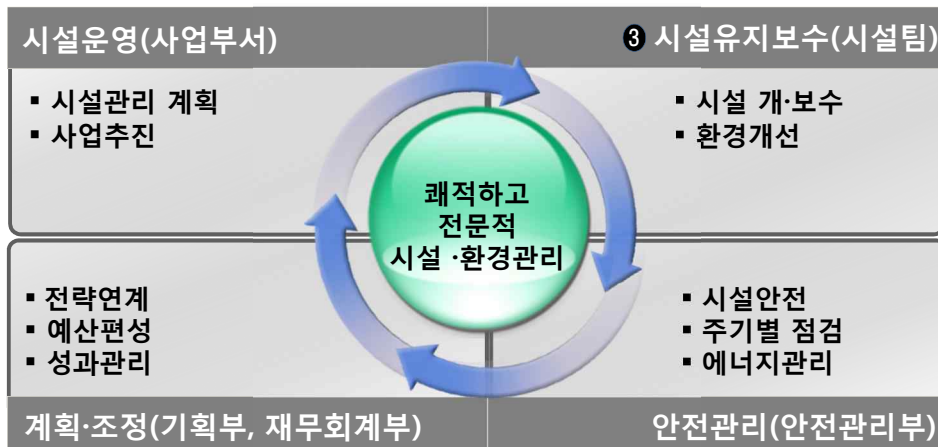 시설운영(사업부서)
❸ 시설유지보수(시설팀)
▪ 시설관리 계획
▪ 사업추진
▪ 시설 개·보수
▪ 환경개선
쾌적하고
전문적
시설 ·환경관리
▪ 전략연계
▪ 예산편성
▪ 성과관리
▪ 시설안전
▪ 주기별 점검
▪ 에너지관리
계획·조정(기획부, 재무회계부)
안전관리(안전관리부)